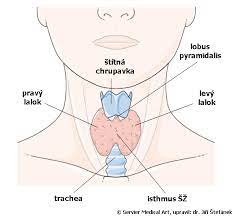 lobus
pyramidalis
štítná
chrupavka
pravý
lalok
levý
lalok
trachea
isthmus ŠŽ
© Servier Medical Art, upravil: dr. Jiří Štefánek